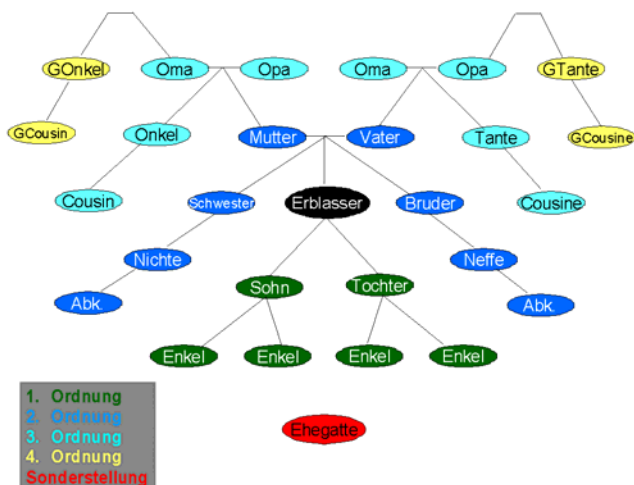 GOnkel Oma Opa Oma Opa GTante
GCousin Onkel Mutter Vater Tante GCousine
Cousin Schwester Erblasser Bruder Cousine
Nichte Neffe
Abk. Sohn Tochter Abk.
Enkel Enkel Enkel Enkel
1. Ordnung
2. Ordnung
3. Ordnung
4. Ordnung
Sonderstellung
Ehegatte